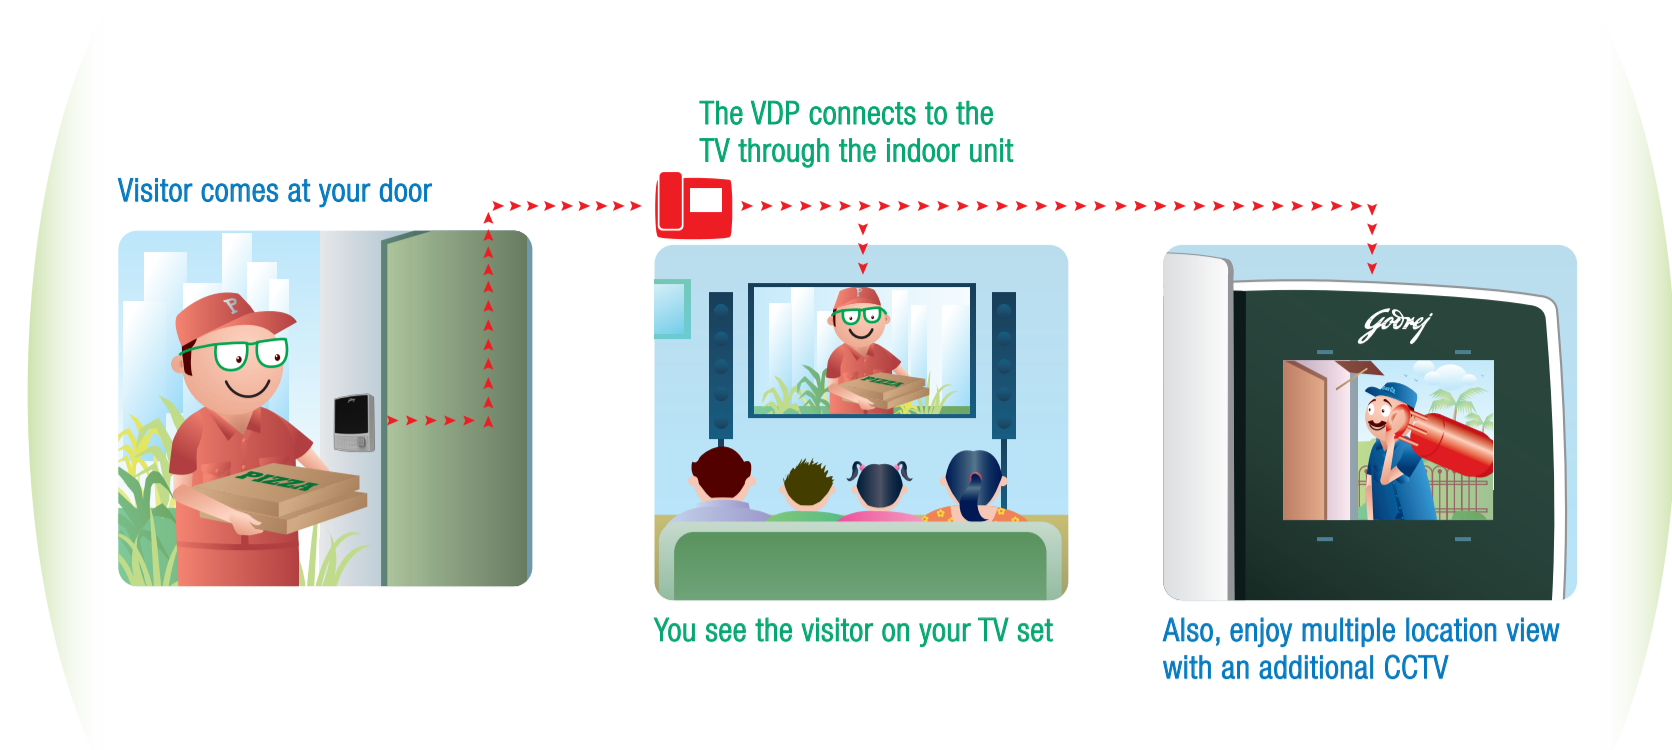 The VDP connects to the
TV through the indoor unit
Visitor comes at your door
P
PIZZA
P
PIZZA
Godrej
You see the visitor on your TV set
Also, enjoy multiple location view
with an additional CCTV